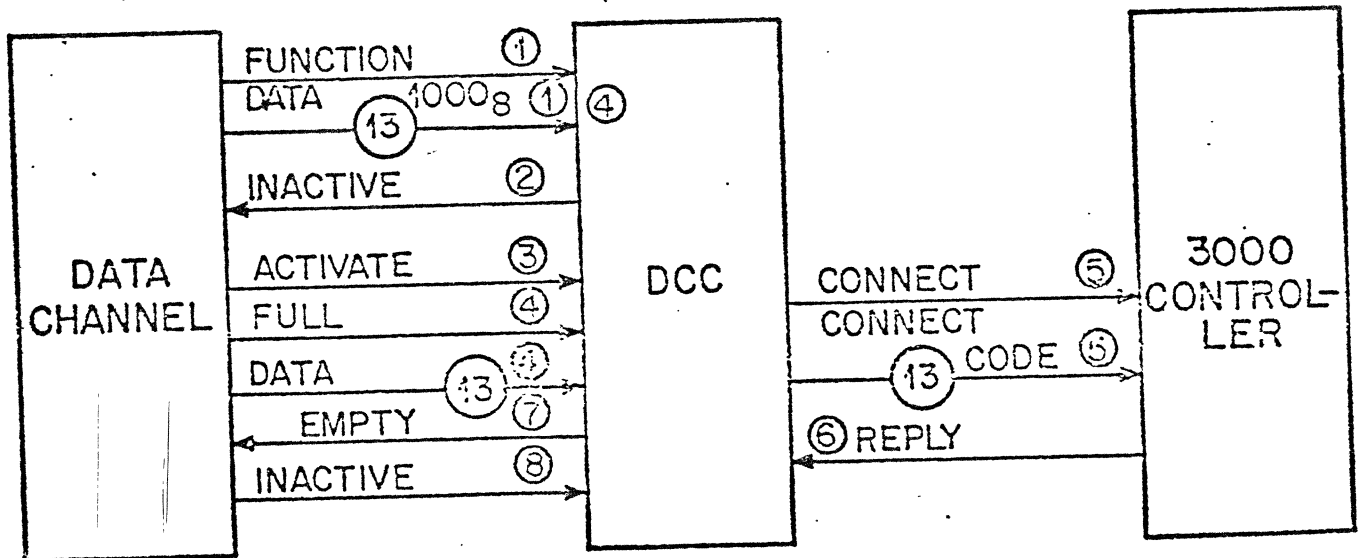 FUNCTION ①
DATA 1000₈ ① ④
13
INACTIVE ②
ACTIVATE ③
FULL ④
DATA ④
13
EMPTY ⑦
INACTIVE ⑧
DATA
CHANNEL
DCC
CONNECT ⑤
CONNECT
13 CODE ⑤
⑥ REPLY
3000
CONTROL-
LER